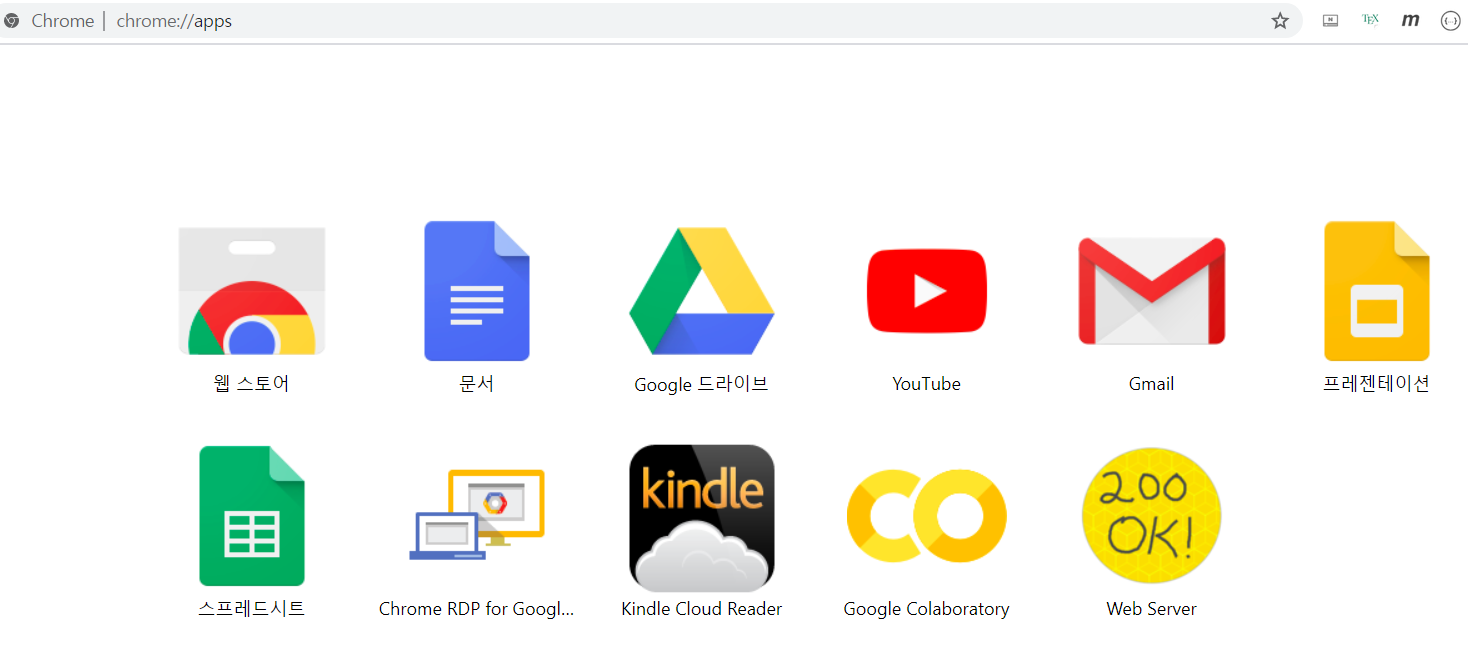 Chrome | chrome://apps
TEX m {...}
웹 스토어
문서
Google 드라이브
YouTube
Gmail
프레젠테이션
스프레드시트
Chrome RDP for Googl...
kindle
Kindle Cloud Reader
Google Colaboratory
200
OK!
Web Server